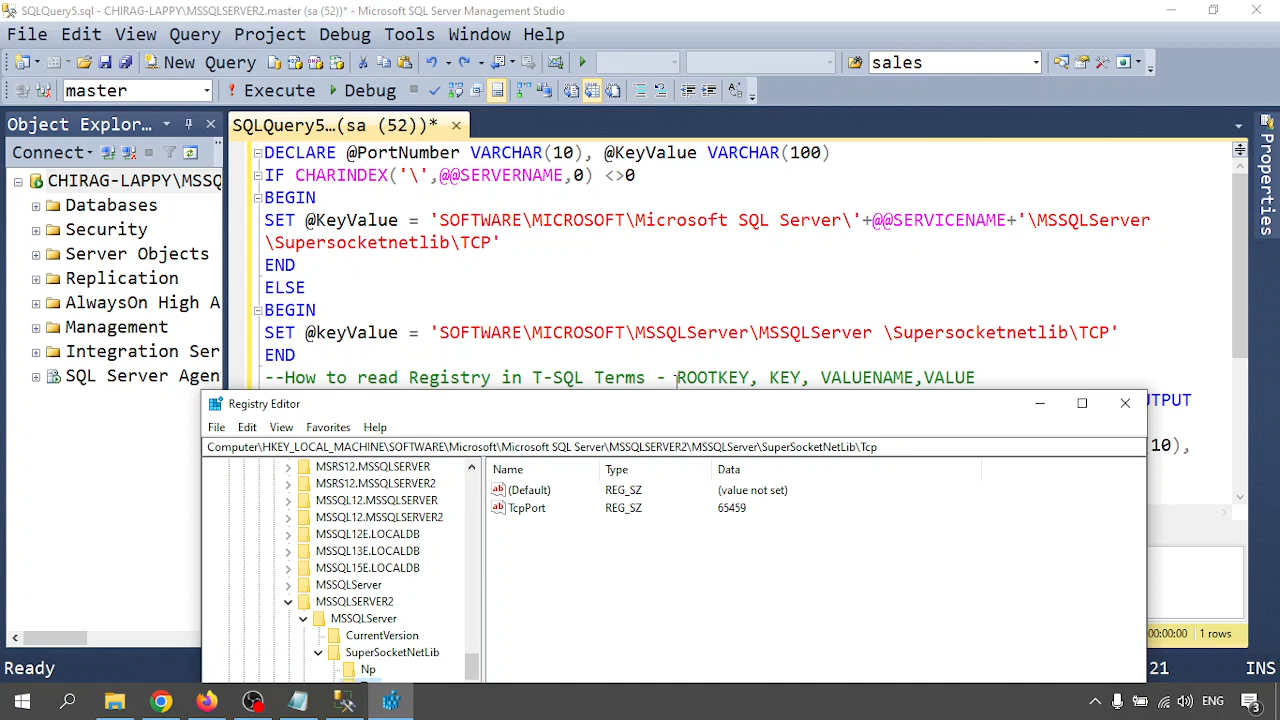 SQLQuery5.sql - CHIRAG-LAPPY\MSSQLSERVER2.master (sa (52))* - Microsoft SQL Server Management Studio
File Edit View Query Project Debug Tools Window Help
New Query
sales
master
Execute
Debug
Object Explor...
SQLQuery5...(sa (52))*
Connect
CHIRAG-LAPPY\MSSQ
Databases
Security
Server Objects
Replication
AlwaysOn High A
Management
Integration Ser
SQL Server Agen
DECLARE @PortNumber VARCHAR(10), @KeyValue VARCHAR(100)
IF CHARINDEX('\',@@SERVERNAME,0) <>0
BEGIN
SET @KeyValue = 'SOFTWARE\MICROSOFT\Microsoft SQL Server\'+@@SERVICENAME+'\MSSQLServer
\Supersocketnetlib\TCP'
END
ELSE
BEGIN
SET @keyValue = 'SOFTWARE\MICROSOFT\MSSQLServer\MSSQLServer \Supersocketnetlib\TCP'
END
--How to read Registry in T-SQL Terms - ROOTKEY, KEY, VALUENAME,VALUE
UTPUT
10),
Properties
Registry Editor
File Edit View Favorites Help
Computer\HKEY_LOCAL_MACHINE\SOFTWARE\Microsoft\Microsoft SQL Server\MSSQLSERVER2\MSSQLServer\SuperSocketNetLib\Tcp
MSRS12.MSSQLSERVER
MSRS12.MSSQLSERVER2
MSSQL12.MSSQLSERVER
MSSQL12.MSSQLSERVER2
MSSQL12E.LOCALDB
MSSQL13E.LOCALDB
MSSQL15E.LOCALDB
MSSQLServer
MSSQLSERVER2
MSSQLServer
CurrentVersion
SuperSocketNetLib
Np
Name Type Data
(Default) REG_SZ (value not set)
TcpPort REG_SZ 65459
00:00:00 1 rows
Ready
21 INS
ENG
3